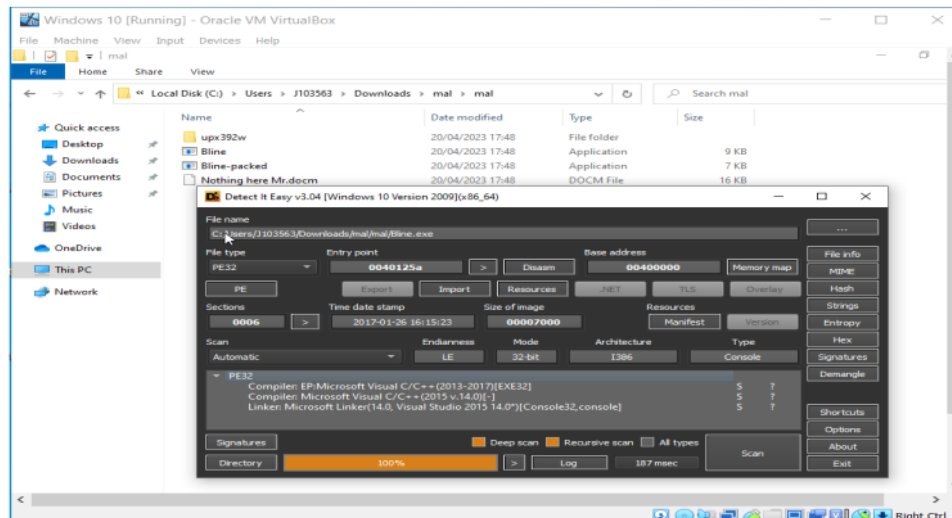 Windows 10 [Running] - Oracle VM VirtualBox
File Machine View Input Devices Help
mal
File Home Share View
« Local Disk (C:) > Users > J103563 > Downloads > mal > mal
Search mal
Name Date modified Type Size
Quick access
Desktop
Downloads
Documents
Pictures
Music
Videos
OneDrive
This PC
Network
upx392w 20/04/2023 17:48 File folder
Bline 20/04/2023 17:48 Application 9 KB
Bline-packed 20/04/2023 17:48 Application 7 KB
Nothing here Mr.docm 20/04/2023 17:48 DOCM File 16 KB
Detect It Easy v3.04 [Windows 10 Version 2009](x86_64)
File name
C:/Users/J103563/Downloads/mal/mal/Bline.exe
...
File type Entry point Base address
PE32 0040125a > Disasm 00400000 Memory map
PE Export Import Resources .NET TLS Overlay
Sections Time date stamp Size of image Resources
0006 > 2017-01-26 16:15:23 00007000 Manifest Version
Scan Endianness Mode Architecture Type
Automatic LE 32-bit I386 Console
PE32
Compiler: EP:Microsoft Visual C/C++(2013-2017)[EXE32] S ?
Compiler: Microsoft Visual C/C++(2015 v.14.0)[-] S ?
Linker: Microsoft Linker(14.0, Visual Studio 2015 14.0*)[Console32,console] S ?
Signatures Deep scan Recursive scan All types
Directory 100% > Log 187 msec Scan
File info
MIME
Hash
Strings
Entropy
Hex
Signatures
Demangle
Shortcuts
Options
About
Exit
Right Ctrl